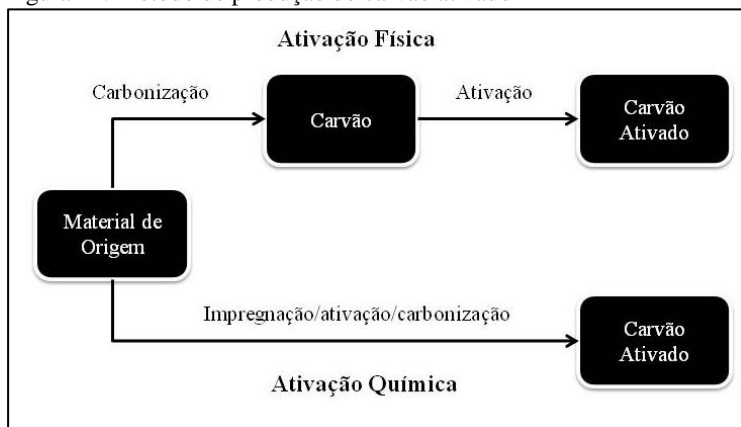 Ativação Física
Carbonização
Carvão
Ativação
Carvão
Ativado
Material de
Origem
Impregnação/ativação/carbonização
Carvão
Ativado
Ativação Química